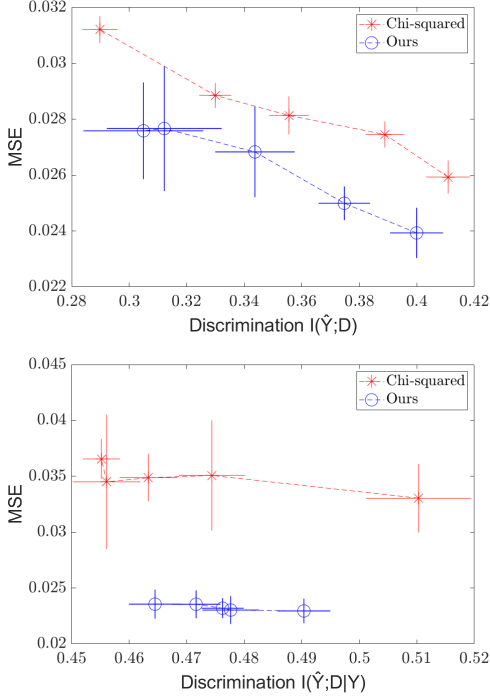 0.032
0.03
0.028
0.026
0.024
0.022
MSE
Chi-squared
Ours
0.28 0.3 0.32 0.34 0.36 0.38 0.4 0.42
Discrimination I(Ŷ;D)
0.045
0.04
0.035
0.03
0.025
0.02
MSE
Chi-squared
Ours
0.45 0.46 0.47 0.48 0.49 0.5 0.51 0.52
Discrimination I(Ŷ;D|Y)